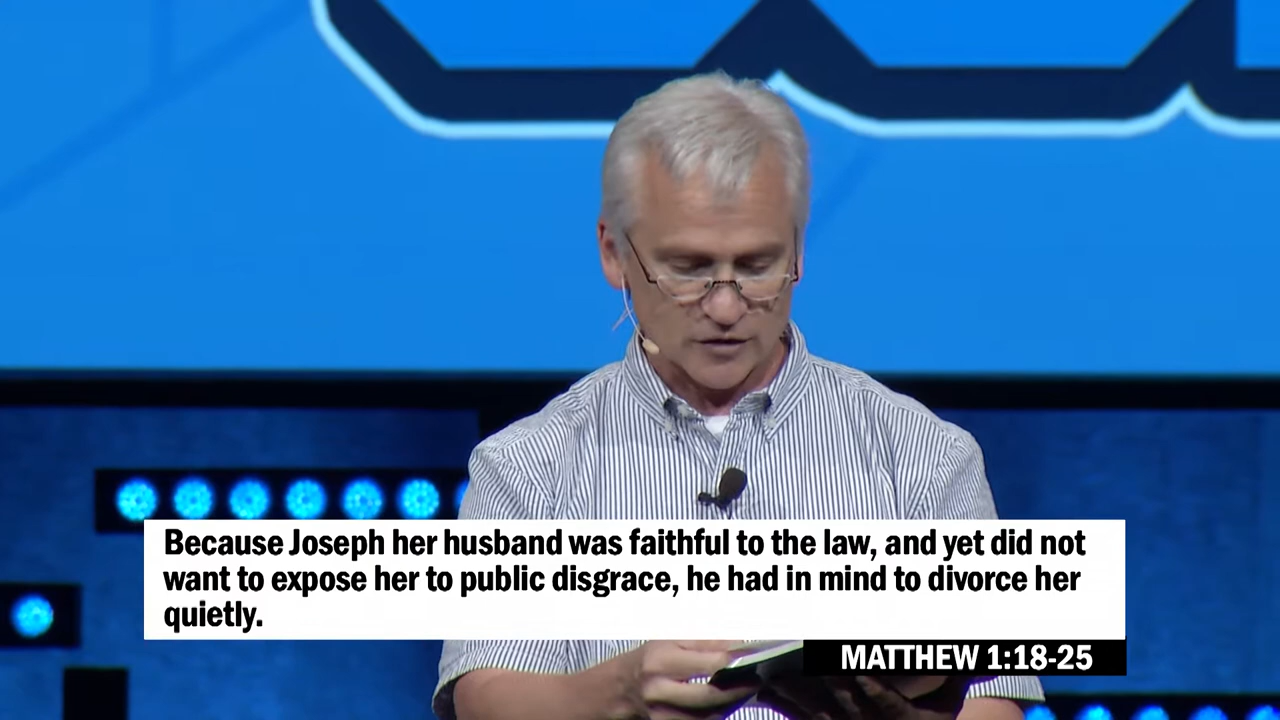 Because Joseph her husband was faithful to the law, and yet did not
want to expose her to public disgrace, he had in mind to divorce her
quietly.
MATTHEW 1:18-25